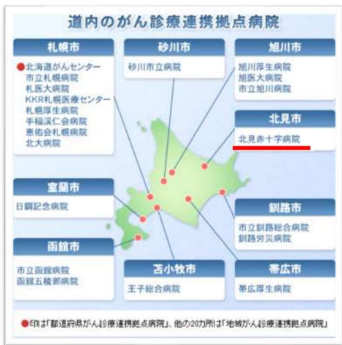 道内のがん診療連携拠点病院
札幌市
●北海道がんセンター
市立札幌病院
札医大病院
KKR札幌医療センター
札幌厚生病院
手稲渓仁会病院
恵佑会札幌病院
北大病院
砂川市
砂川市立病院
旭川市
旭川厚生病院
旭医大病院
市立旭川病院
北見市
北見赤十字病院
室蘭市
日鋼記念病院
釧路市
市立釧路総合病院
釧路労災病院
函館市
市立函館病院
函館五稜郭病院
苫小牧市
王子総合病院
帯広市
帯広厚生病院
●印は「都道府県がん診療連携拠点病院」、他の20カ所は「地域がん診療連携拠点病院」